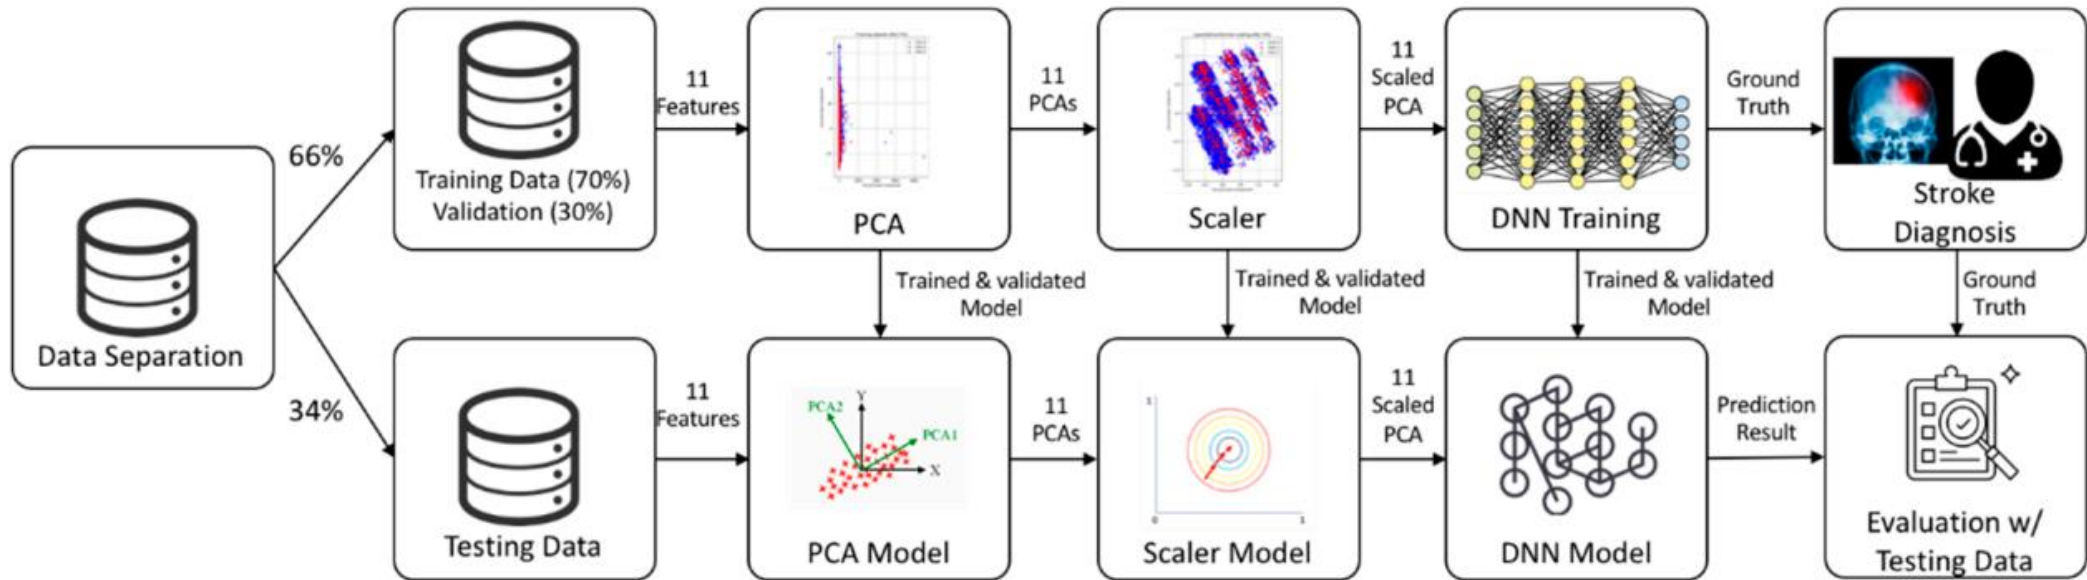 Data Separation
66%
34%
Training Data (70%)
Validation (30%)
11
Features
PCA
11
PCAs
Scaler
11
Scaled
PCA
DNN Training
Ground
Truth
Stroke
Diagnosis
Trained & validated
Model
Trained & validated
Model
Trained & validated
Model
Ground
Truth
Testing Data
11
Features
Y
PCA2
PCA1
X
PCA Model
11
PCAs
1
0
1
Scaler Model
11
Scaled
PCA
DNN Model
Prediction
Result
Evaluation w/
Testing Data